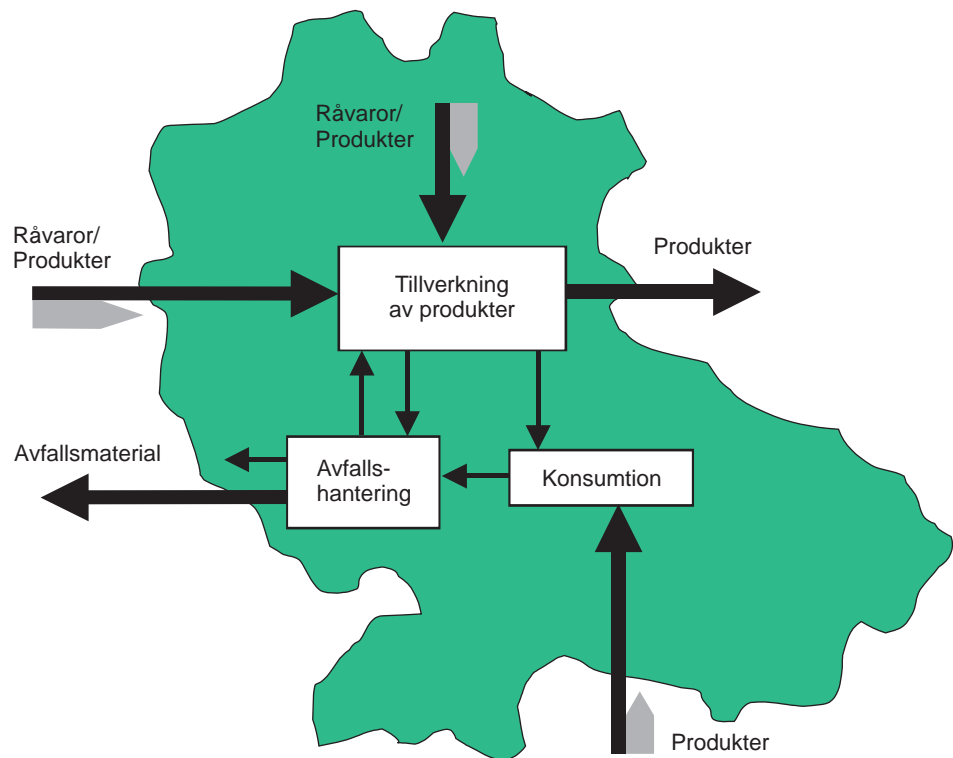 Råvaror/
Produkter
Råvaror/
Produkter
Produkter
Tillverkning
av produkter
Avfallsmaterial
Avfalls-
hantering
Konsumtion
Produkter